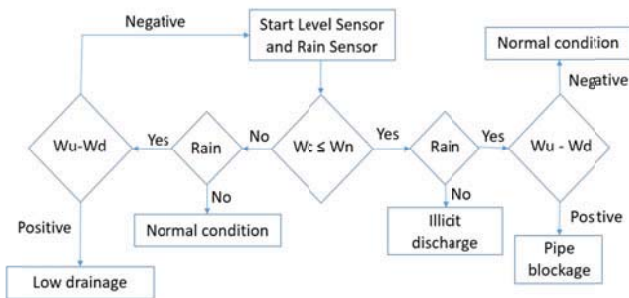 Negative
Start Level Sensor
and Rain Sensor
Normal condition
Negative
Wu-Wd
Yes
Rain
No
Yes
Rain
Yes
Wu - Wd
No
Normal condition
No
Illicit
discharge
Positive
Positive
Low drainage
Pipe
blockage